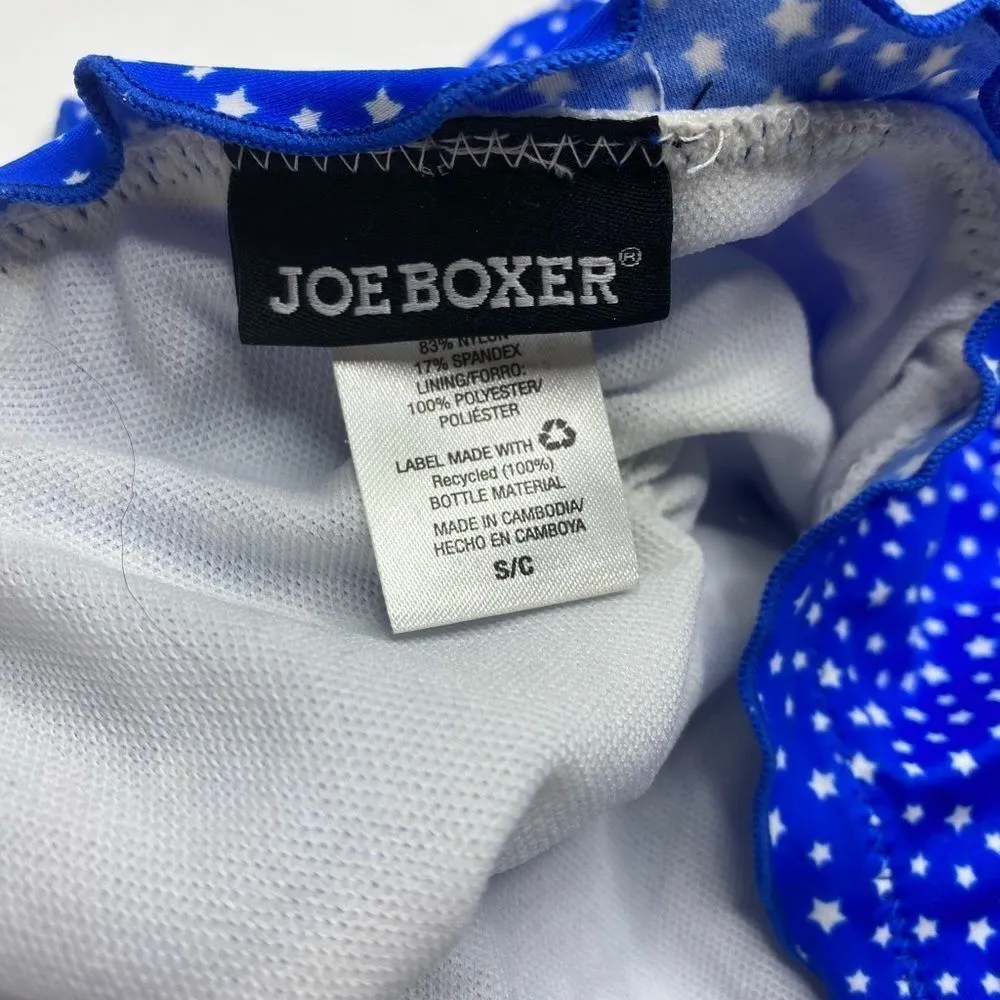 JOE BOXER®
83% NYLON
17% SPANDEX
LINING/FORRO:
100% POLYESTER/
POLIÉSTER
LABEL MADE WITH
Recycled (100%)
BOTTLE MATERIAL
MADE IN CAMBODIA/
HECHO EN CAMBOYA
S/C